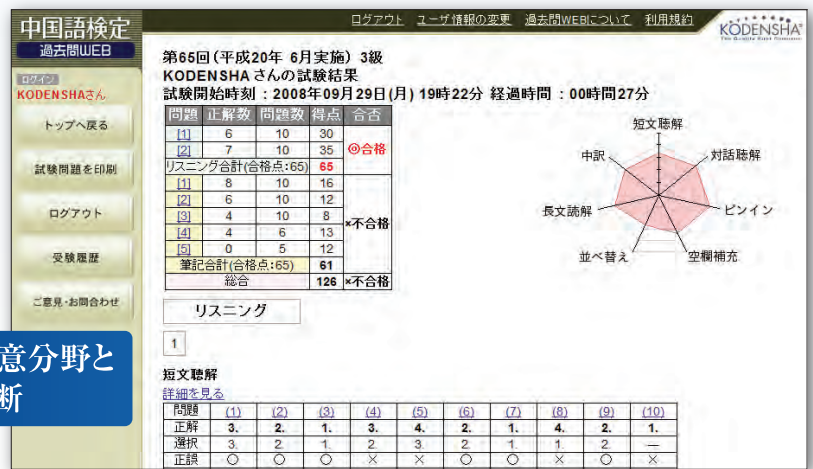 中国語検定
過去問WEB
ログアウト ユーザ情報の変更 過去問WEBについて 利用規約
KODENSHA
ログイン
KODENSHAさん
トップへ戻る
試験問題を印刷
ログアウト
受験履歴
ご意見・お問合わせ
意分野と
断
第65回(平成20年 6月実施) 3級
KODENSHA さんの試験結果
試験開始時刻 : 2008年09月29日(月) 19時22分 経過時間 : 00時間27分
問題 正解数 問題数 得点 合否
[1] 6 10 30
[2] 7 10 35 ◎合格
リスニング合計(合格点:65) 65
[1] 8 10 16
[2] 6 10 12
[3] 4 10 8 ×不合格
[4] 4 6 13
[5] 0 5 12
筆記合計(合格点:65) 61
総合 126 ×不合格
短文聴解
対話聴解
ピンイン
空欄補充
並べ替え
長文読解
中訳
リスニング
1
短文聴解
詳細を見る
問題 (1) (2) (3) (4) (5) (6) (7) (8) (9) (10)
正解 3. 2. 1. 3. 4. 2. 1. 4. 2. 1.
選択 3. 2. 1. 2. 3. 2. 1. 1. 2. —
正誤 ○ ○ ○ × × ○ ○ × ○ ×